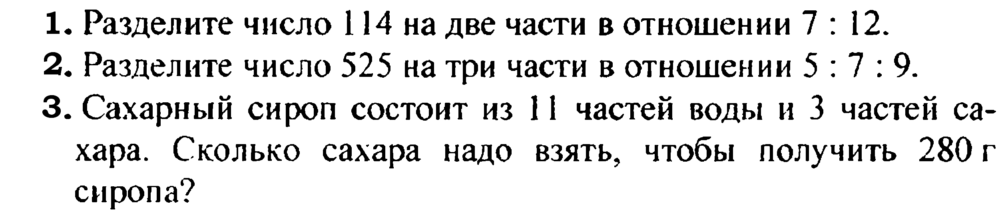 1. Разделите число 114 на две части в отношении 7 : 12.
2. Разделите число 525 на три части в отношении 5 : 7 : 9.
3. Сахарный сироп состоит из 11 частей воды и 3 частей са-
хара. Сколько сахара надо взять, чтобы получить 280 г
сиропа?